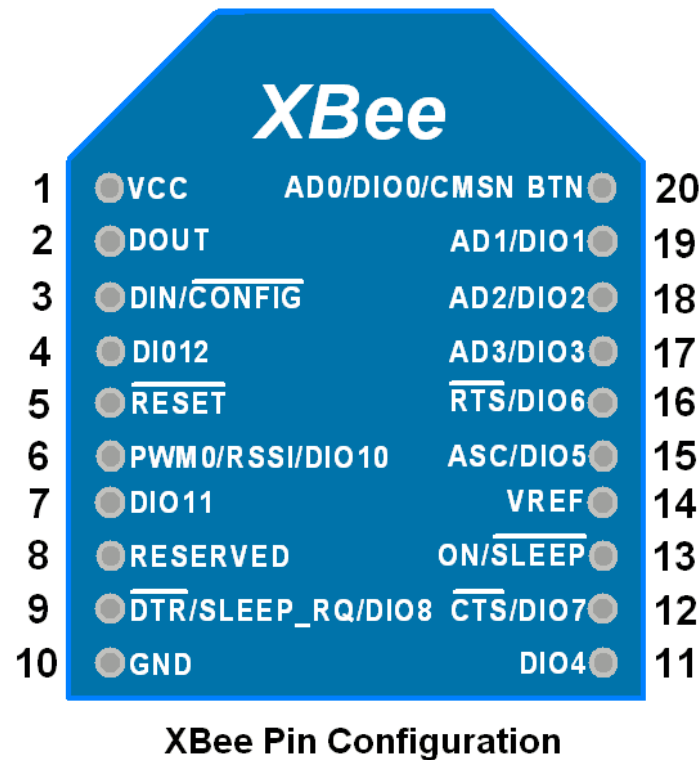 XBee
1 VCC AD0/DIO0/CMSN BTN 20
2 DOUT AD1/DIO1 19
3 DIN/CONFIG AD2/DIO2 18
4 DI012 AD3/DIO3 17
5 RESET RTS/DIO6 16
6 PWM0/RSSI/DIO10 ASC/DIO5 15
7 DIO11 VREF 14
8 RESERVED ON/SLEEP 13
9 DTR/SLEEP_RQ/DIO8 CTS/DIO7 12
10 GND DIO4 11
XBee Pin Configuration